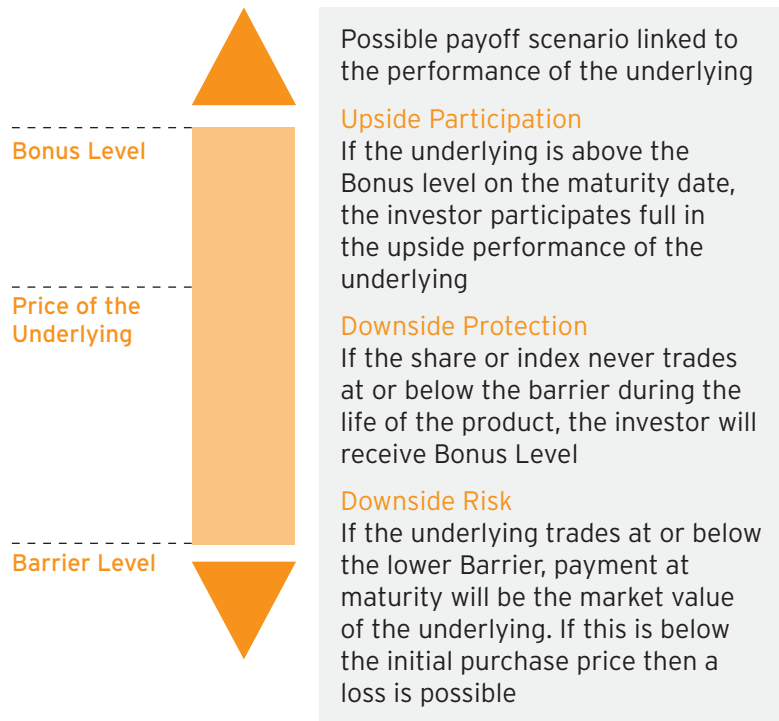 Bonus Level
Price of the
Underlying
Barrier Level
Possible payoff scenario linked to
the performance of the underlying
Upside Participation
If the underlying is above the
Bonus level on the maturity date,
the investor participates full in
the upside performance of the
underlying
Downside Protection
If the share or index never trades
at or below the barrier during the
life of the product, the investor will
receive Bonus Level
Downside Risk
If the underlying trades at or below
the lower Barrier, payment at
maturity will be the market value
of the underlying. If this is below
the initial purchase price then a
loss is possible